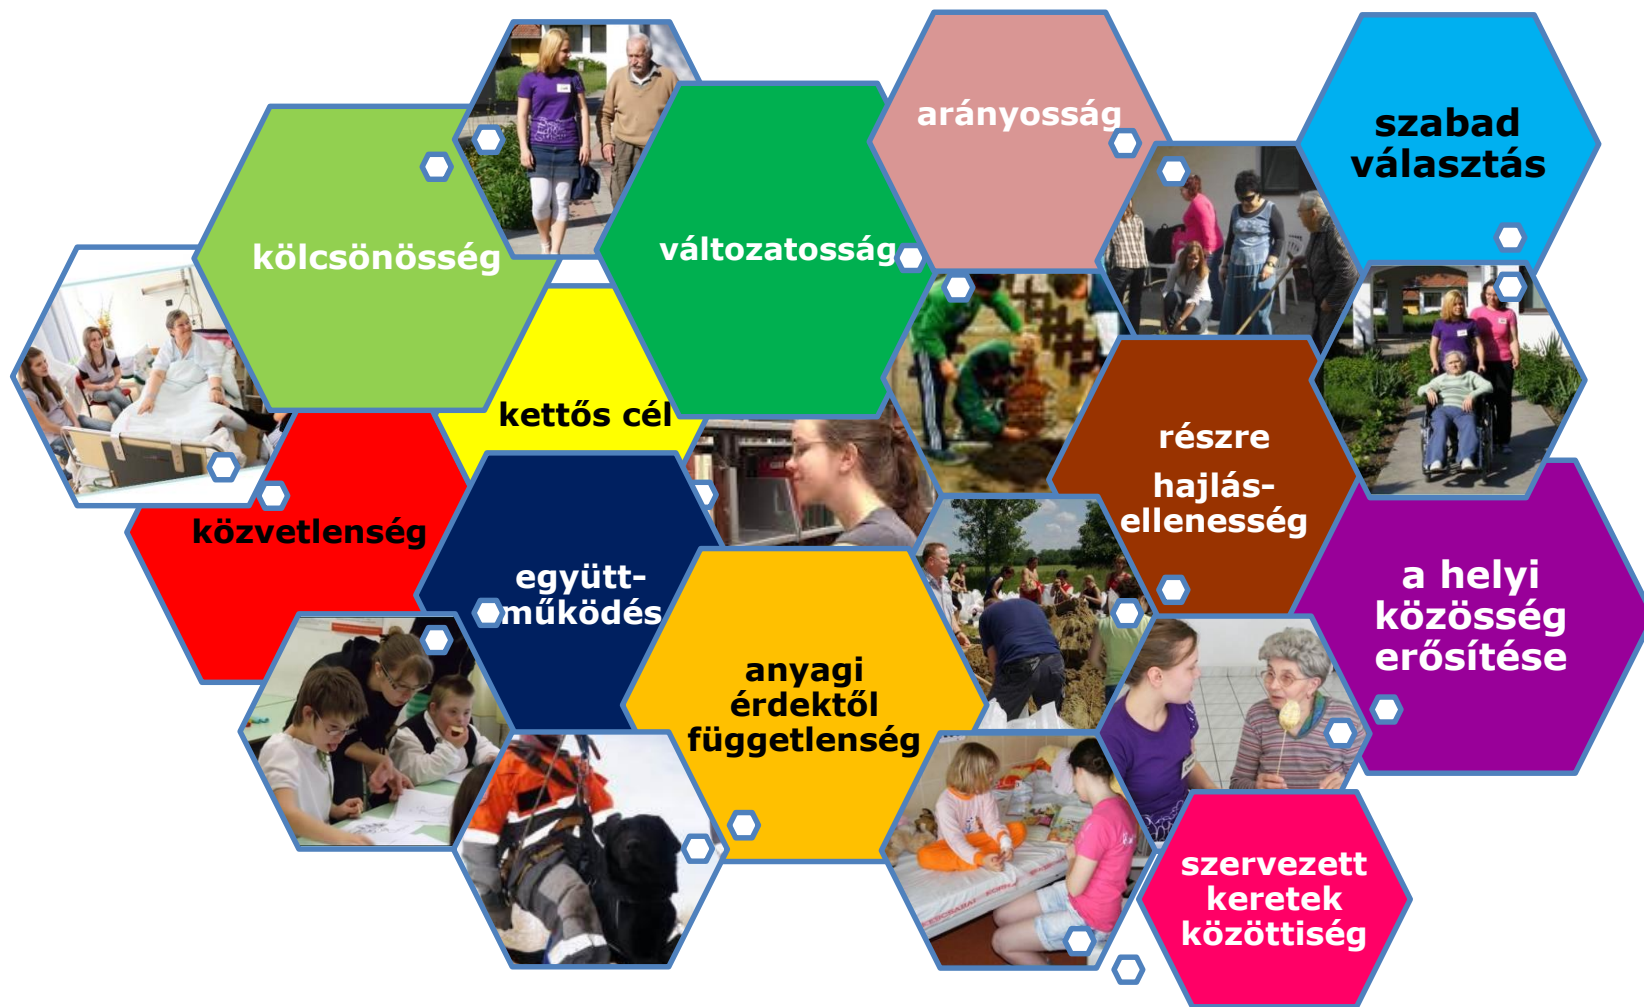 arányosság
szabad
választás
kölcsönösség
változatosság
kettős cél
részre
hajlás-
ellenesség
közvetlenség
együtt-
működés
a helyi
közösség
erősítése
anyagi
érdektől
függetlenség
szervezett
keretek
közöttiség